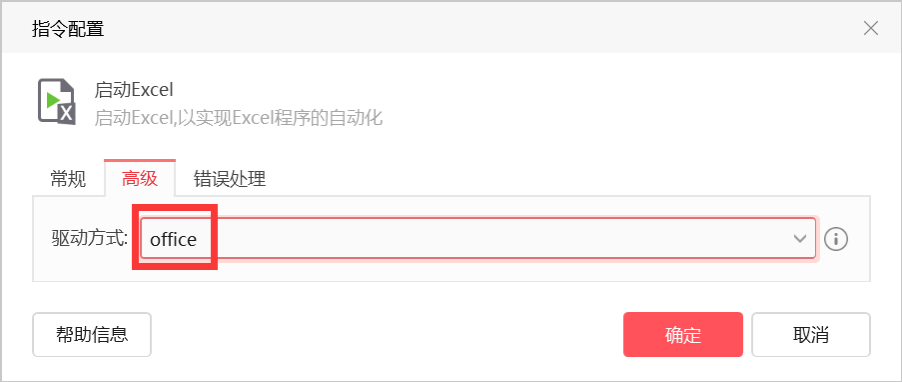 指令配置
启动Excel
启动Excel,以实现Excel程序的自动化
常规 高级 错误处理
驱动方式: office
帮助信息 确定 取消